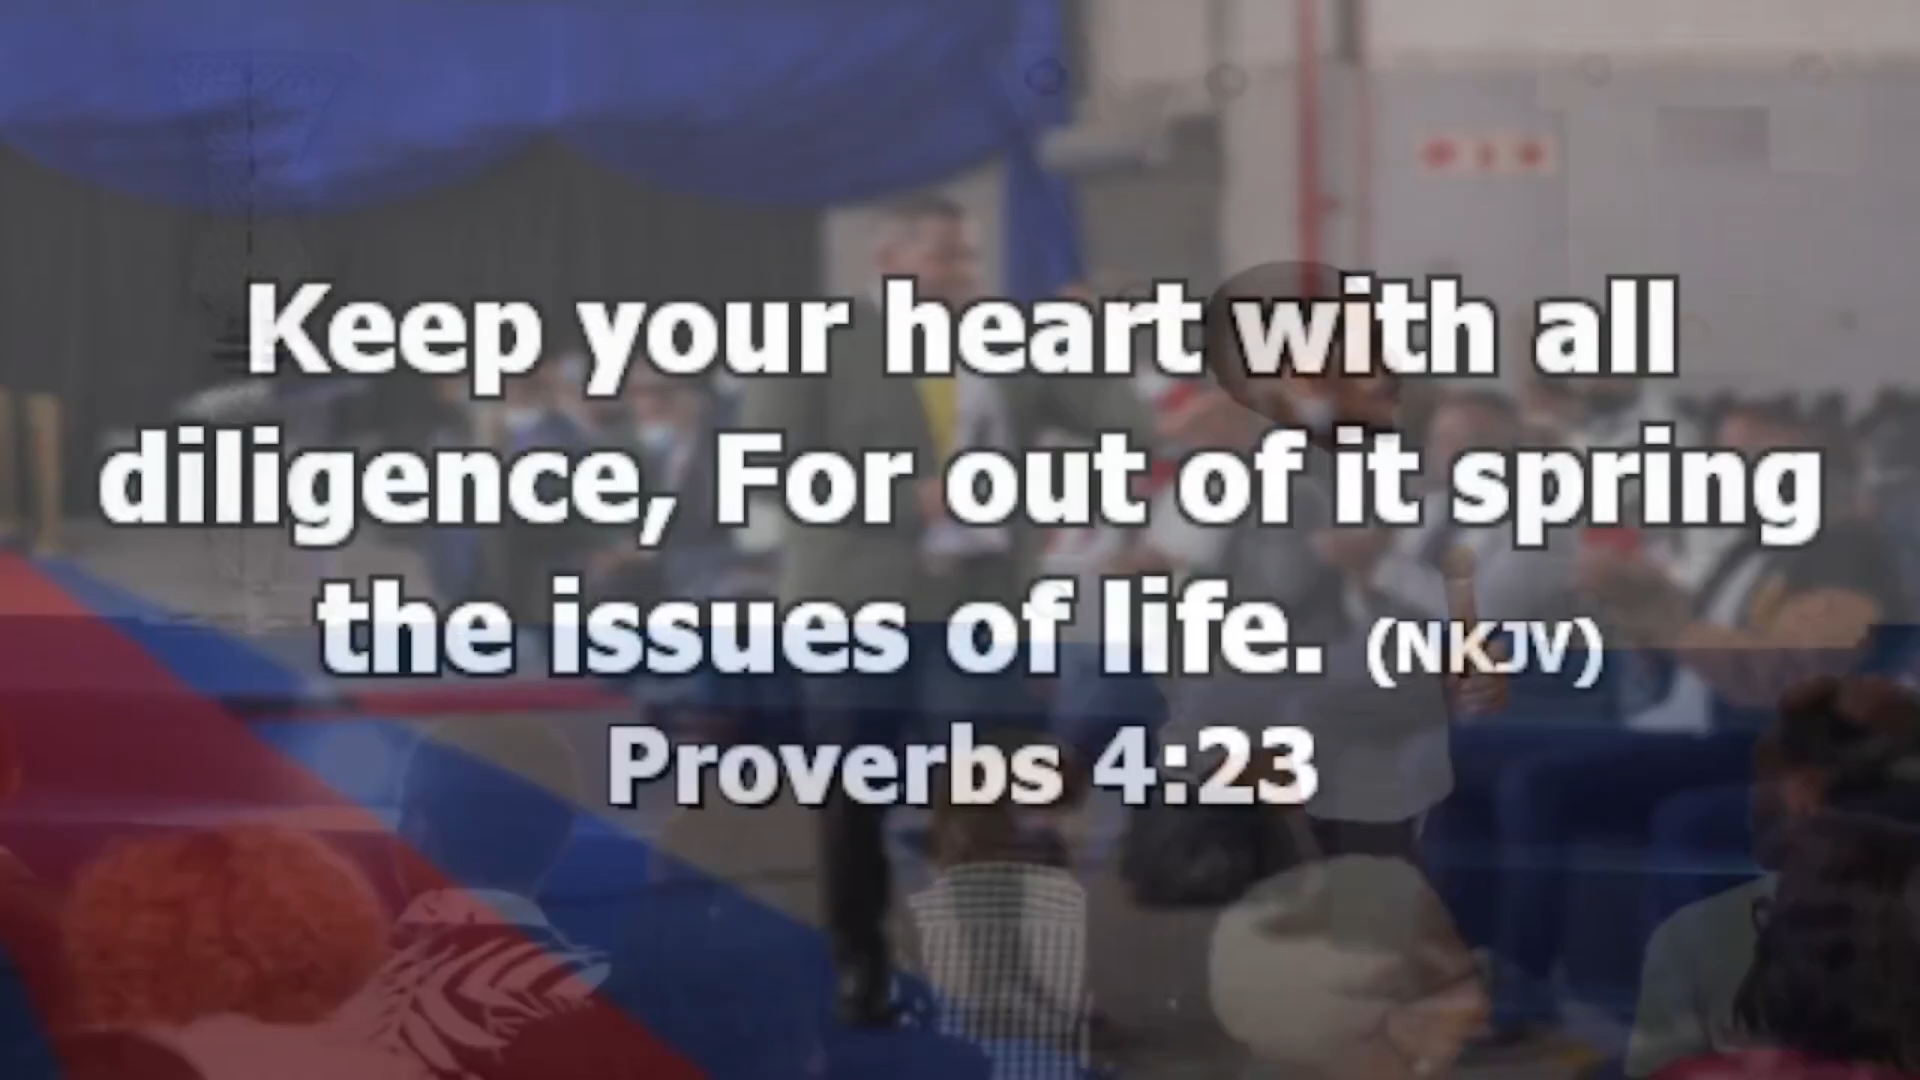 Keep your heart with all
diligence, For out of it spring
the issues of life. (NKJV)
Proverbs 4:23